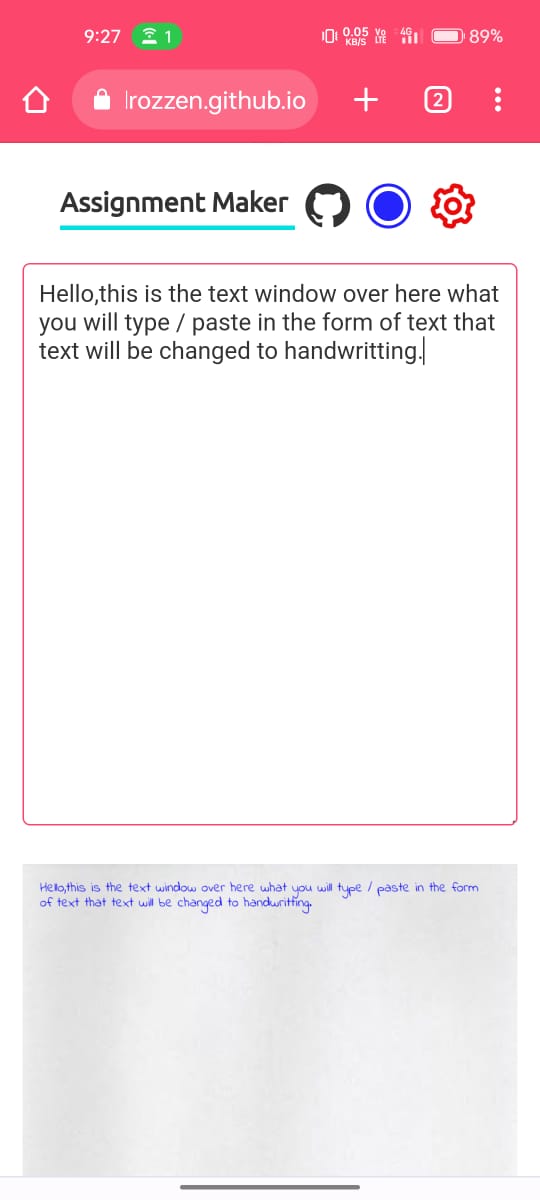 9:27 1 0.05 KB/S Vo LTE 4G 89%
lrozzen.github.io 2
Assignment Maker
Hello,this is the text window over here what
you will type / paste in the form of text that
text will be changed to handwritting.
Hello,this is the text window over here what you will type / paste in the form
of text that text will be changed to handwritting.